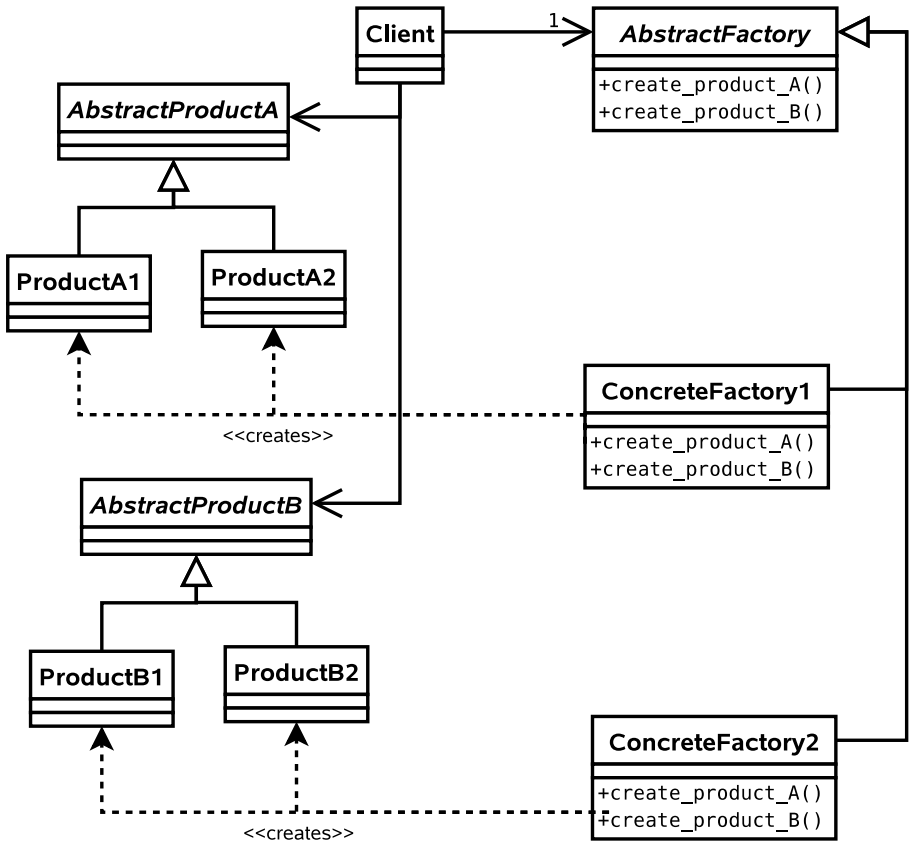 Client
1
AbstractFactory
+create_product_A()
+create_product_B()
AbstractProductA
ProductA1
ProductA2
<<creates>>
ConcreteFactory1
+create_product_A()
+create_product_B()
AbstractProductB
ProductB1
ProductB2
<<creates>>
ConcreteFactory2
+create_product_A()
+create_product_B()